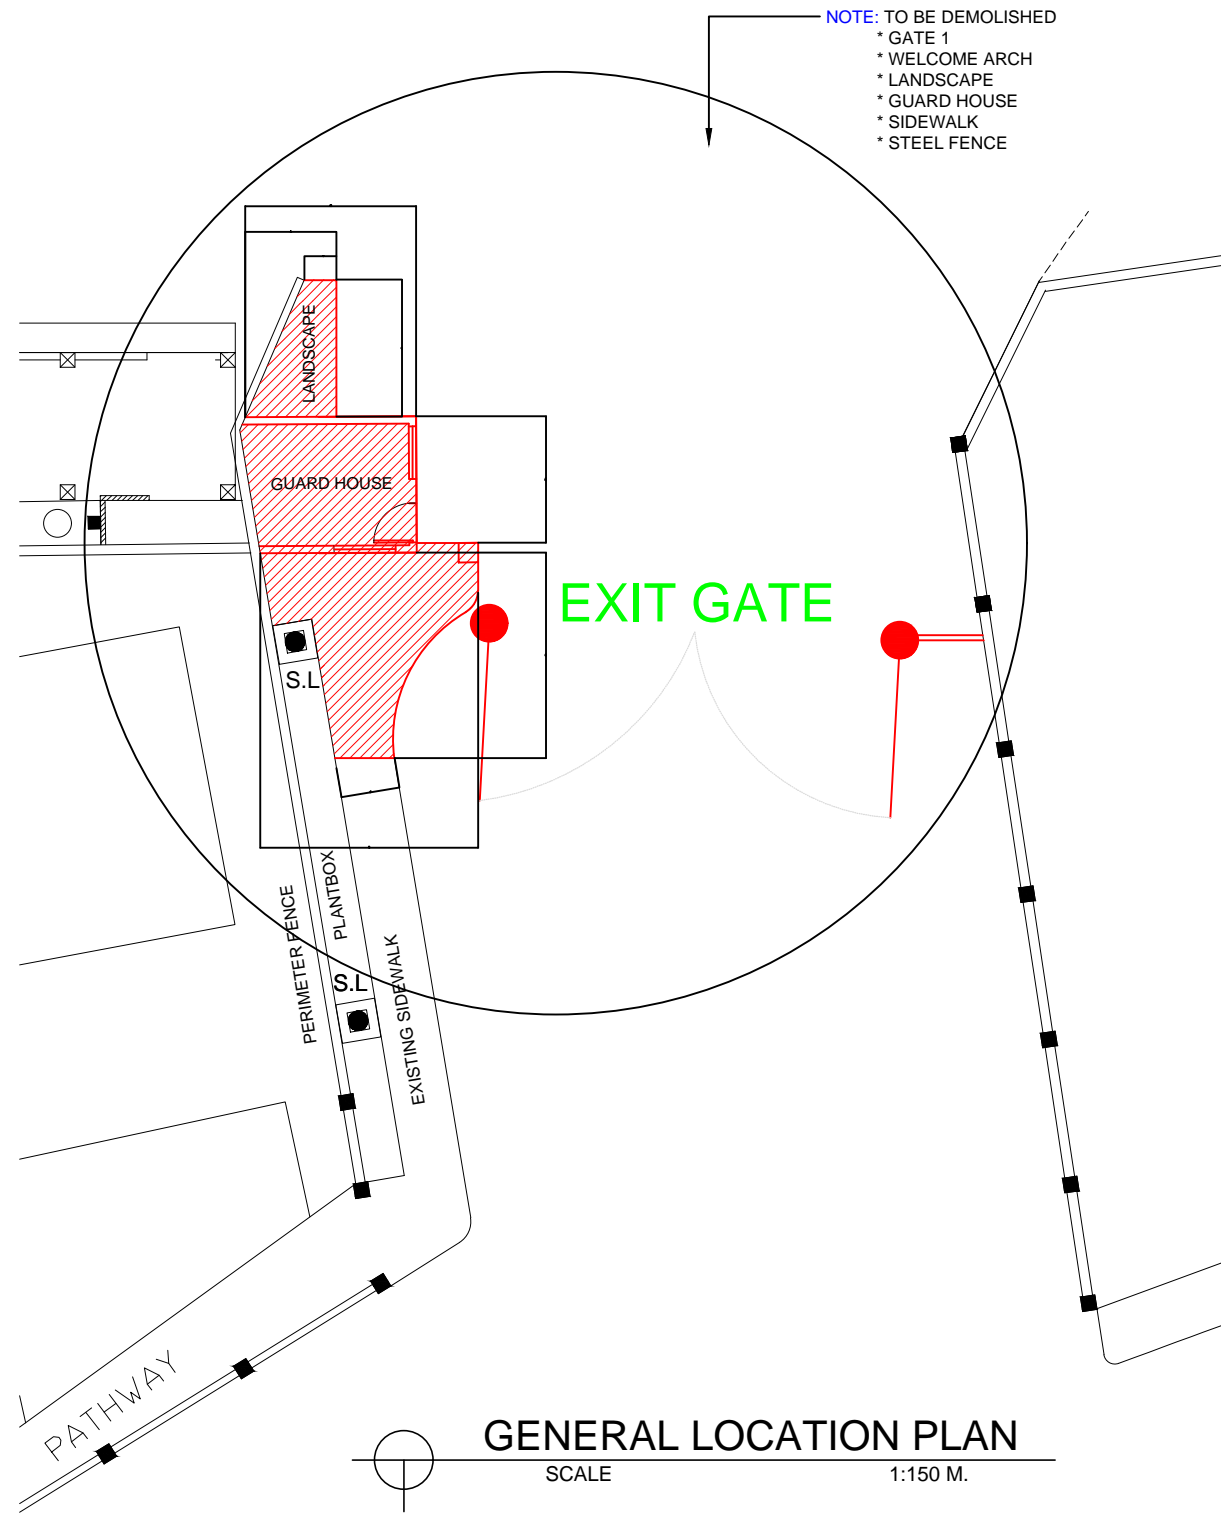 NOTE: TO BE DEMOLISHED
* GATE 1
* WELCOME ARCH
* LANDSCAPE
* GUARD HOUSE
* SIDEWALK
* STEEL FENCE
LANDSCAPE
GUARD HOUSE
EXIT GATE
S.L
PERIMETER FENCE
PLANTBOX
S.L
EXISTING SIDEWALK
PATHWAY
GENERAL LOCATION PLAN
SCALE 1:150 M.